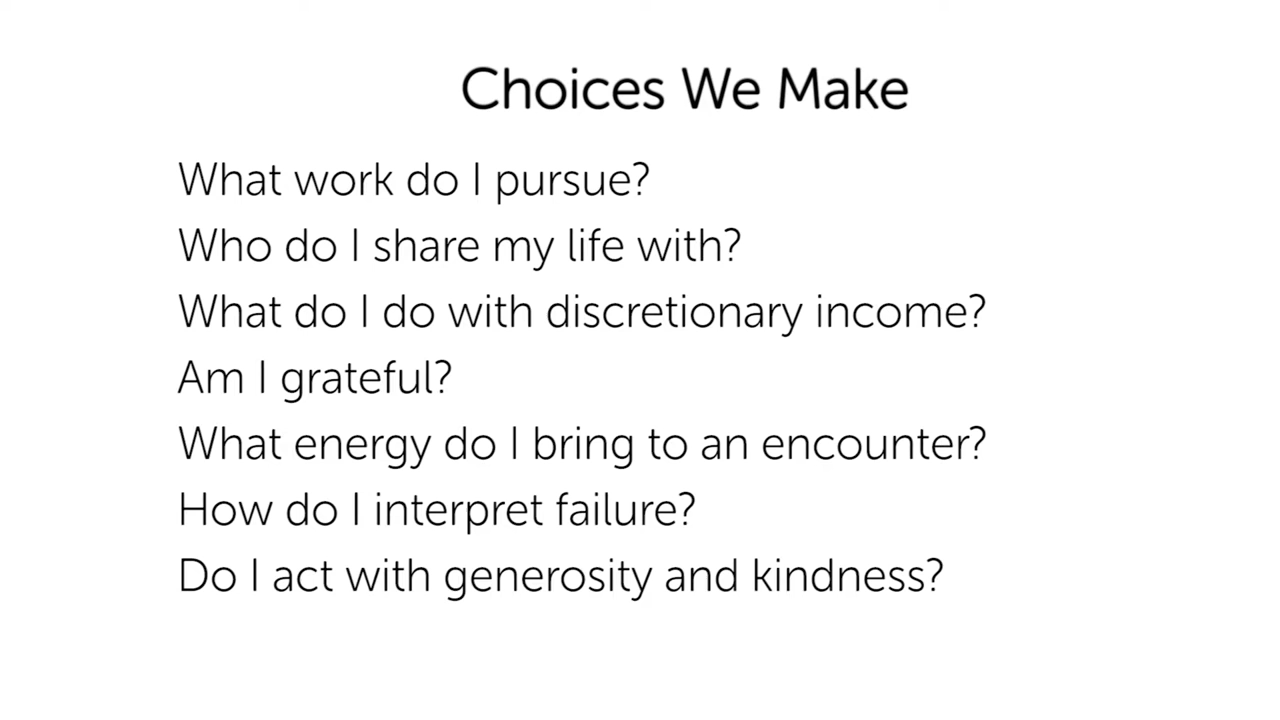 Choices We Make
What work do I pursue?
Who do I share my life with?
What do I do with discretionary income?
Am I grateful?
What energy do I bring to an encounter?
How do I interpret failure?
Do I act with generosity and kindness?